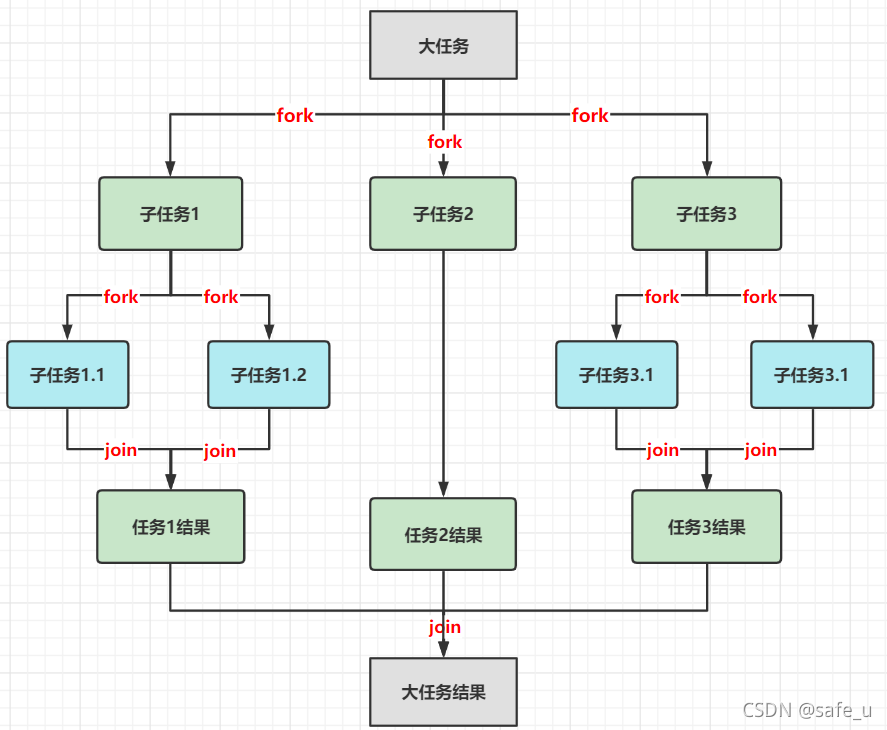 大任务
fork
fork
fork
子任务1
子任务2
子任务3
fork
fork
fork
fork
子任务1.1
子任务1.2
子任务3.1
子任务3.1
join
join
join
join
任务1结果
任务2结果
任务3结果
join
大任务结果
CSDN @safe_u